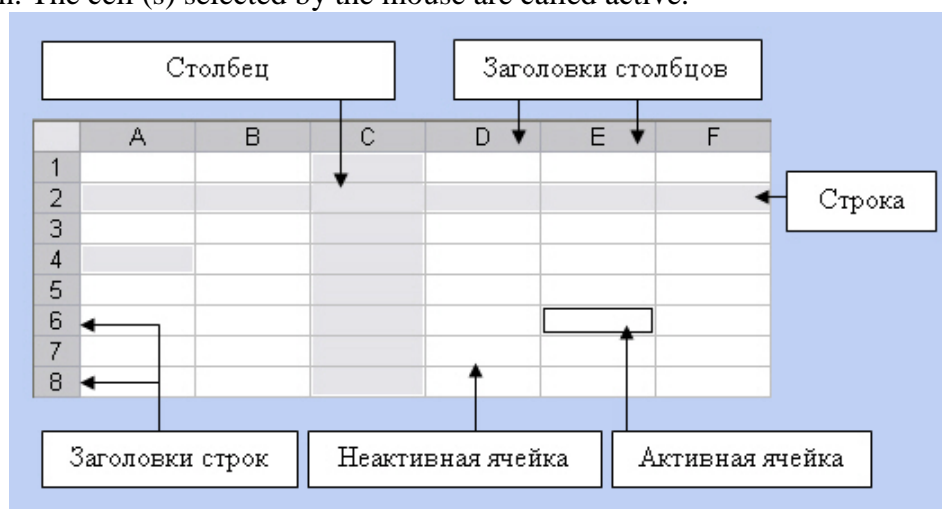 The cell (s) selected by the mouse are called active.
Столбец Заголовки столбцов
A B C D E F
1
2
Строка
3
4
5
6
7
8
Заголовки строк Неактивная ячейка Активная ячейка